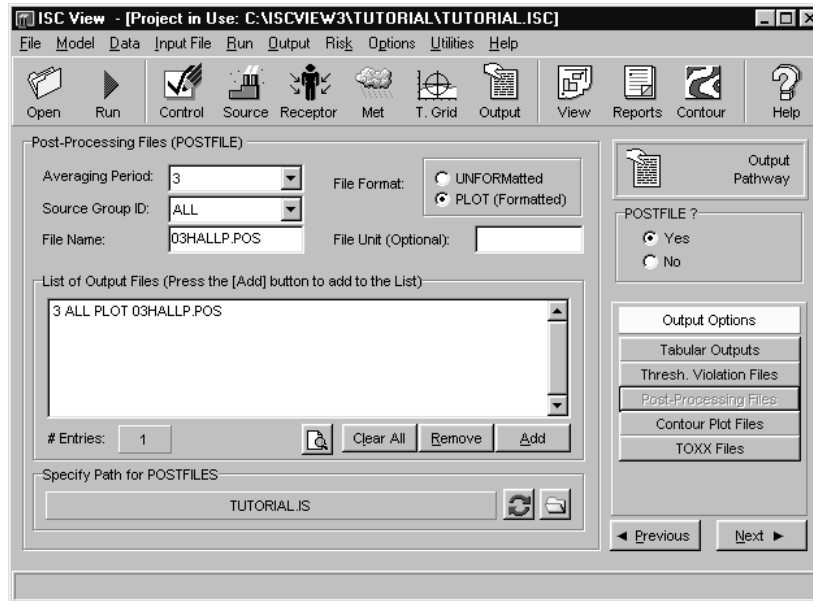 ISC View - [Project in Use: C:\ISCVIEW3\TUTORIAL\TUTORIAL.ISC]
File Model Data Input File Run Output Risk Options Utilities Help
Open Run Control Source Receptor Met T. Grid Output View Reports Contour Help
Post-Processing Files (POSTFILE)
Averaging Period: 3
Source Group ID: ALL
File Name: 03HALLP.POS
File Format:
UNFORMatted
PLOT (Formatted)
File Unit (Optional):
List of Output Files (Press the [Add] button to add to the List)
3 ALL PLOT 03HALLP.POS
# Entries: 1
Clear All Remove Add
Specify Path for POSTFILES
TUTORIAL.IS
Output
Pathway
POSTFILE ?
Yes
No
Output Options
Tabular Outputs
Thresh. Violation Files
Post-Processing Files
Contour Plot Files
TOXX Files
Previous Next